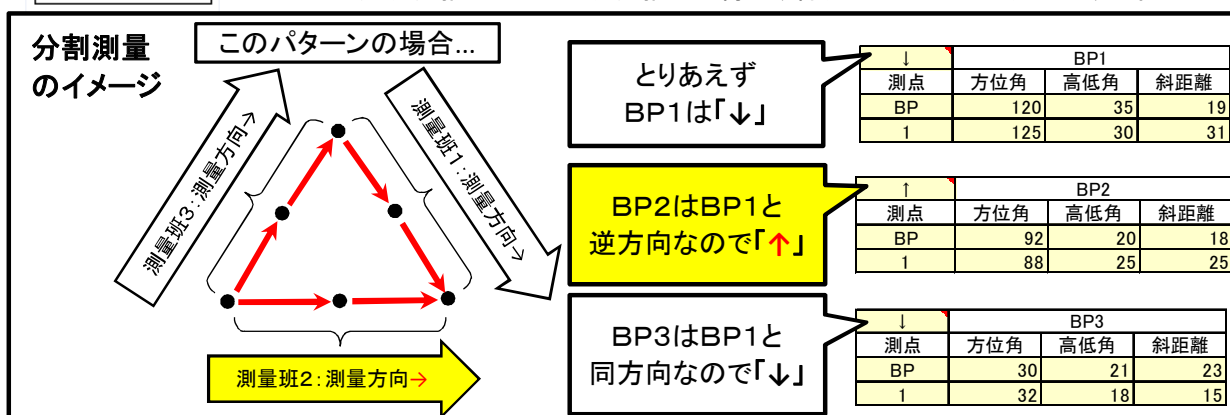 分割測量
のイメージ
このパターンの場合...
測量班3:測量方向→
測量班1:測量方向→
測量班2:測量方向→
とりあえず
BP1は「↓」
BP2はBP1と
逆方向なので「↑」
BP3はBP1と
同方向なので「↓」
↓ BP1
測点 方位角 高低角 斜距離
BP 120 35 19
1 125 30 31
↑ BP2
測点 方位角 高低角 斜距離
BP 92 20 18
1 88 25 25
↓ BP3
測点 方位角 高低角 斜距離
BP 30 21 23
1 32 18 15